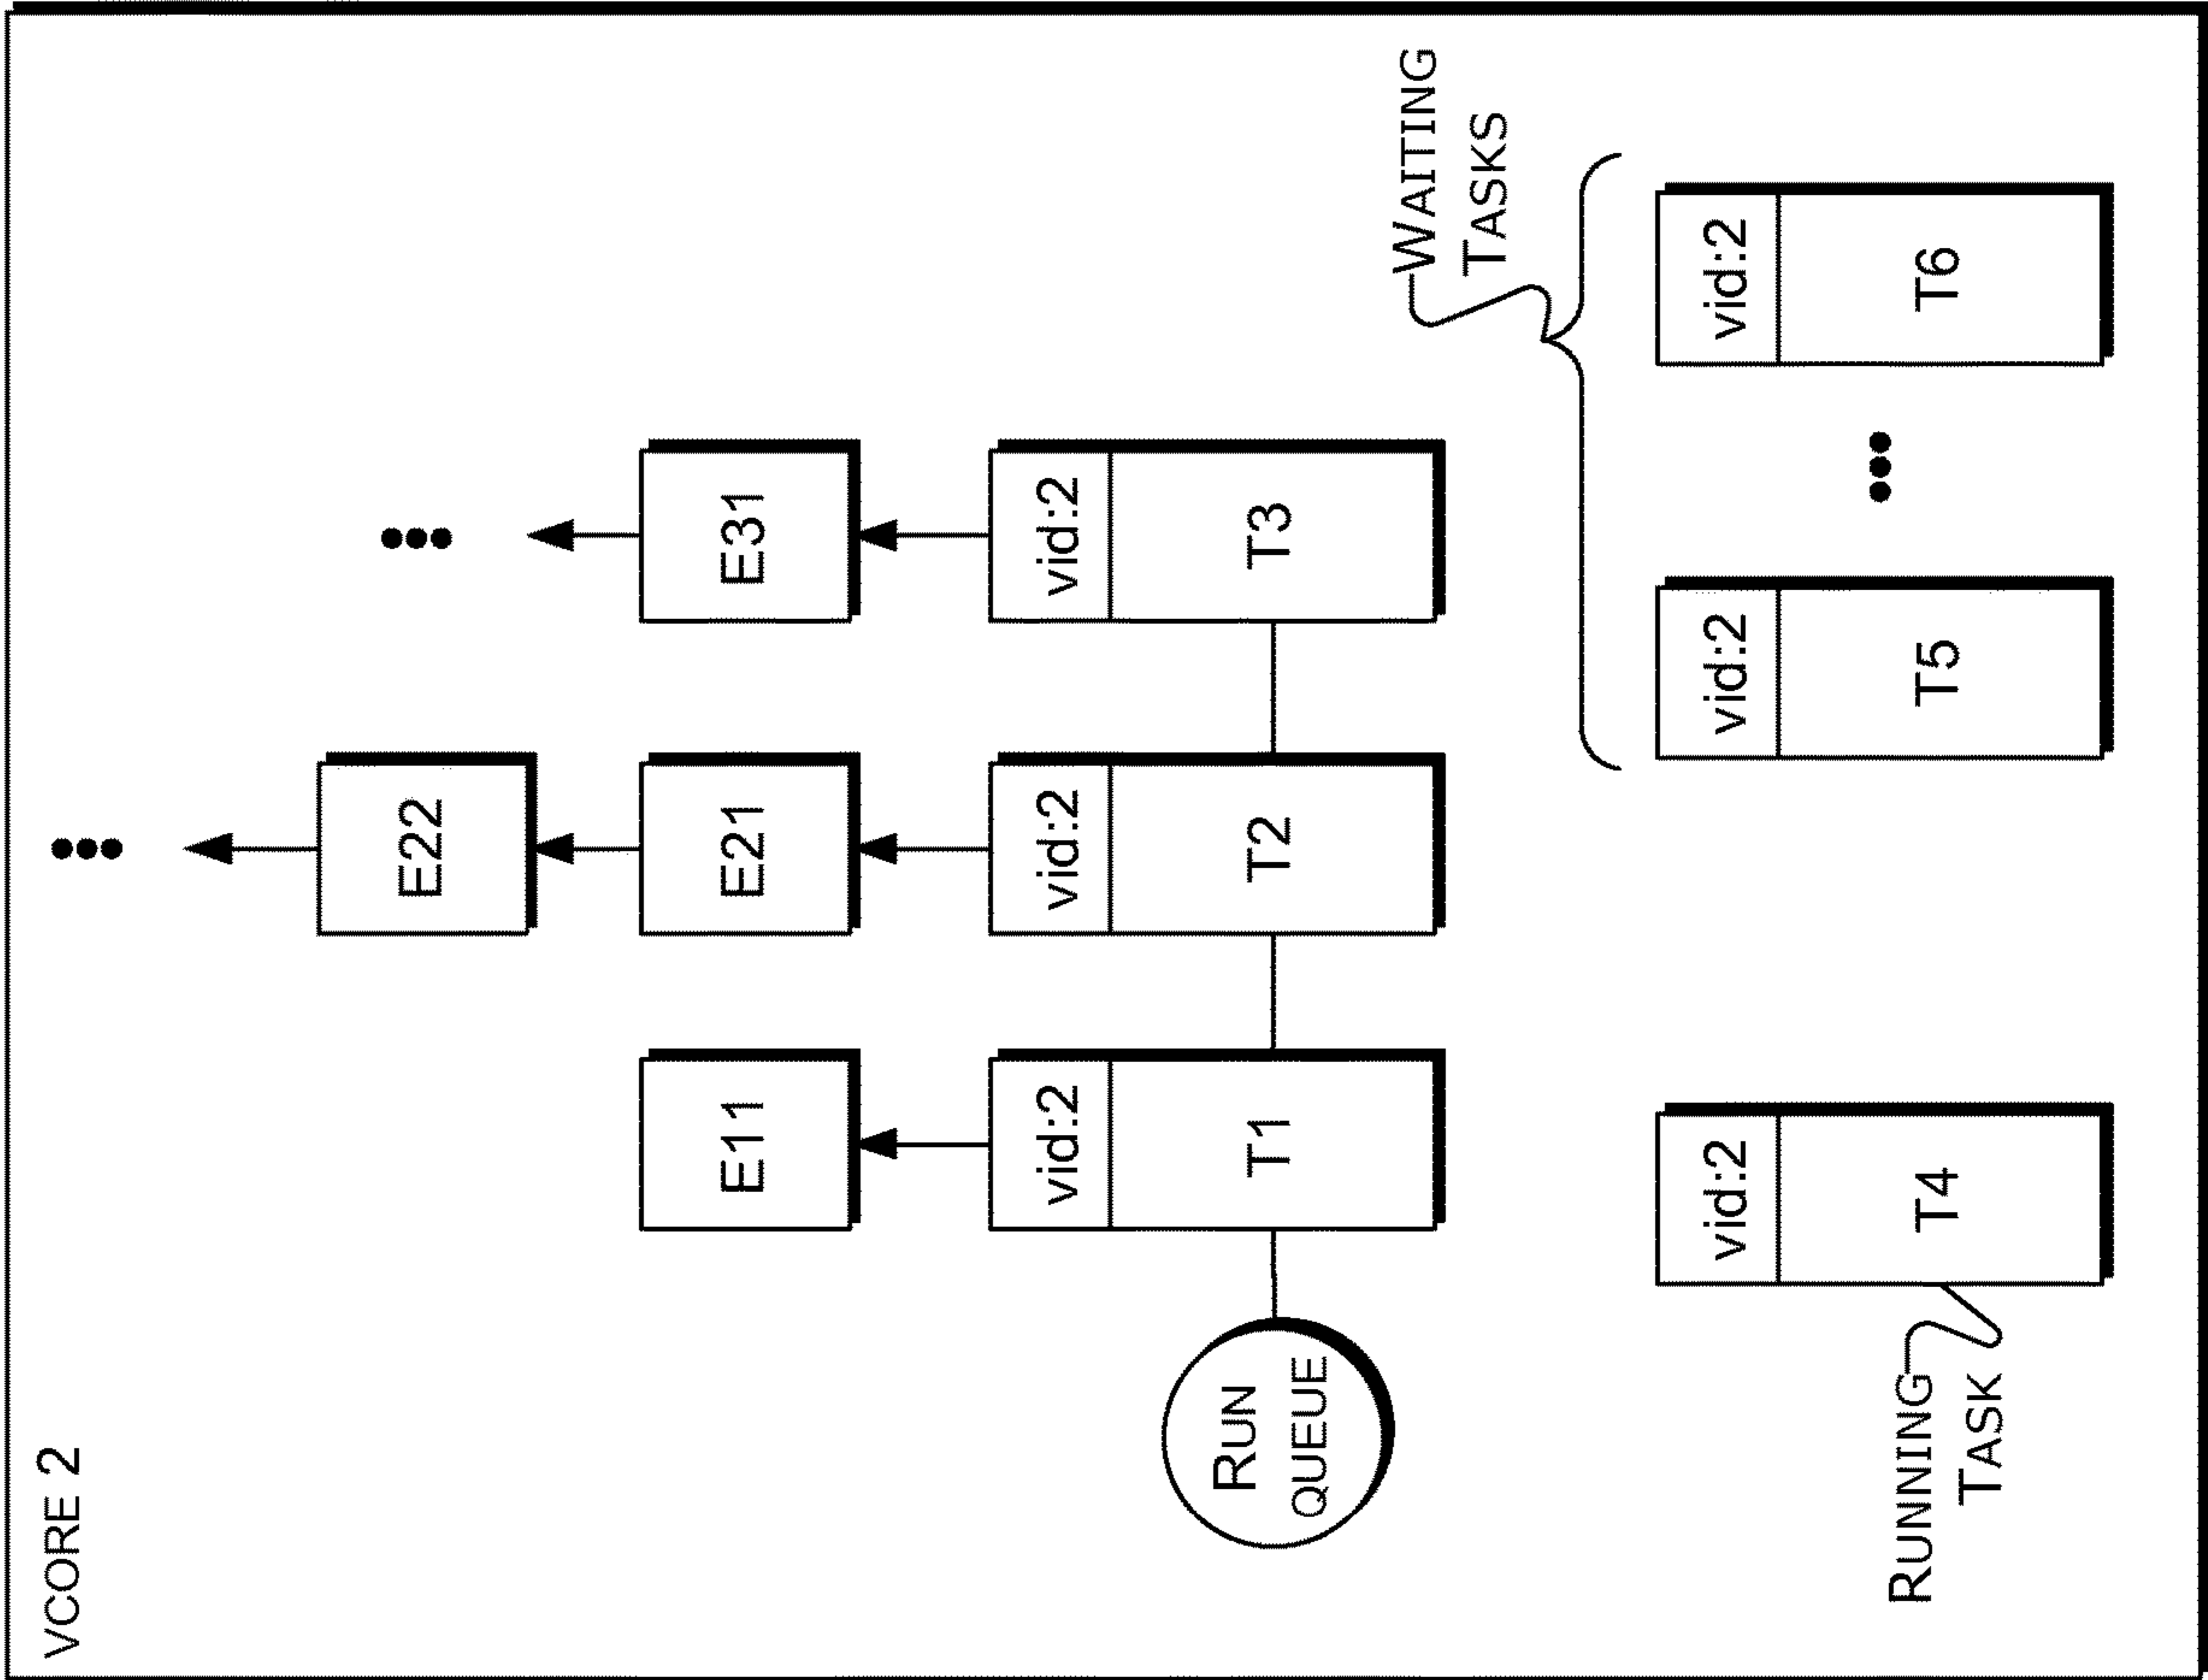 VCORE 2
E22
E11
E21
E31
vid:2
vid:2
vid:2
RUN
QUEUE
T1
T2
T3
WAITING
TASKS
vid:2
vid:2
vid:2
RUNNING
TASK
T4
T5
T6